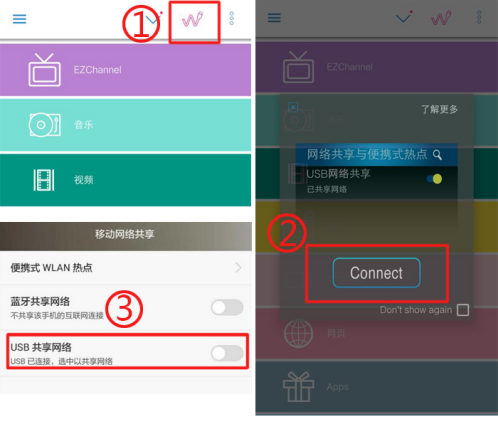 ①
EZChannel
音乐
视频
移动网络共享
便携式 WLAN 热点
蓝牙共享网络
不共享该手机的互联网连接
③
USB 共享网络
USB 已连接，选中以共享网络
EZChannel
了解更多
网络共享与便携式热点
USB网络共享
已共享网络
②
Connect
Don't show again
网页
Apps